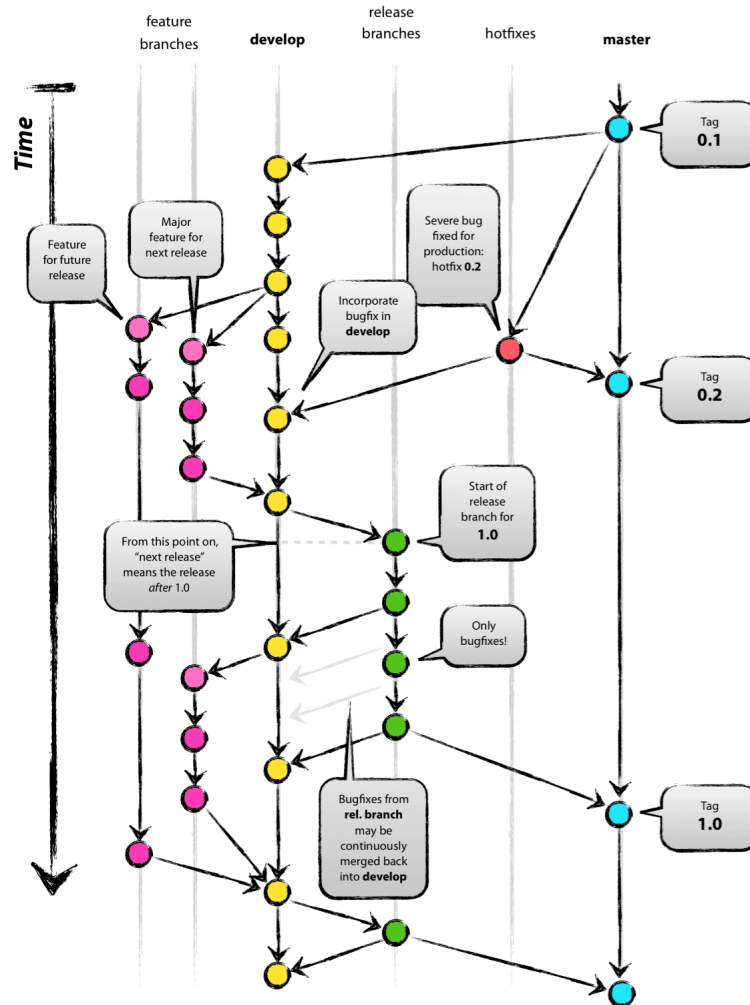 feature
branches
develop
release
branches
hotfixes
master
Time
Tag
0.1
Major
feature for
next release
Feature
for future
release
Severe bug
fixed for
production:
hotfix 0.2
Incorporate
bugfix in
develop
Tag
0.2
Start of
release
branch for
1.0
From this point on,
“next release”
means the release
after 1.0
Only
bugfixes!
Bugfixes from
rel. branch
may be
continuously
merged back
into develop
Tag
1.0